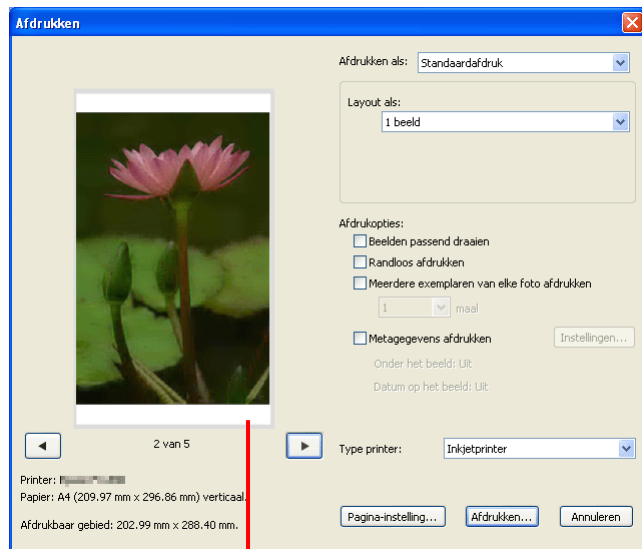 Afdrukken
Afdrukken als: Standaardafdruk
Layout als:
1 beeld
Afdrukopties:
Beelden passend draaien
Randloos afdrukken
Meerdere exemplaren van elke foto afdrukken
1 maal
Metagegevens afdrukken Instellingen...
Onder het beeld: Uit
Datum op het beeld: Uit
2 van 5
Type printer: Inkjetprinter
Printer:
Papier: A4 (209.97 mm x 296.86 mm) verticaal.
Afdrukbaar gebied: 202.99 mm x 288.40 mm.
Pagina-instelling... Afdrukken... Annuleren